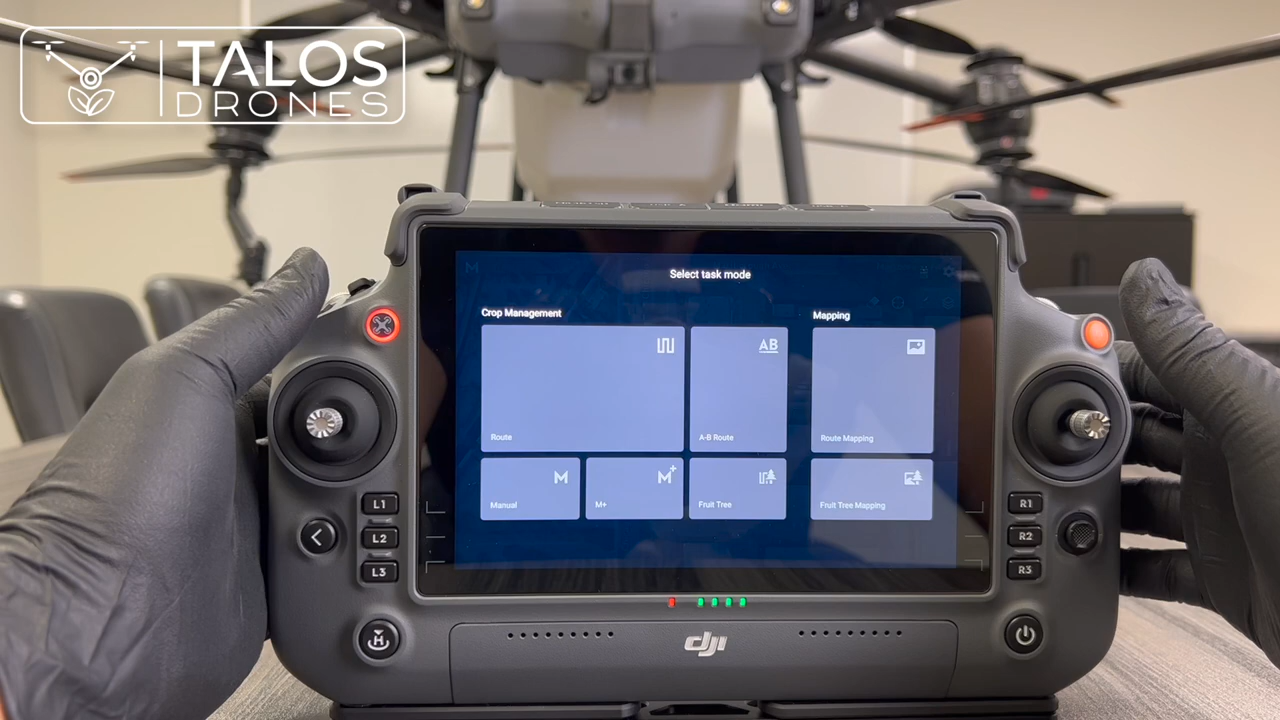 TALOS
DRONES
Select task mode
Crop Management
Mapping
AB
Route
A-B Route
Route Mapping
M
M+
Manual
M+
Fruit Tree
Fruit Tree Mapping
L1
L2
L3
R1
R2
R3
H
dji